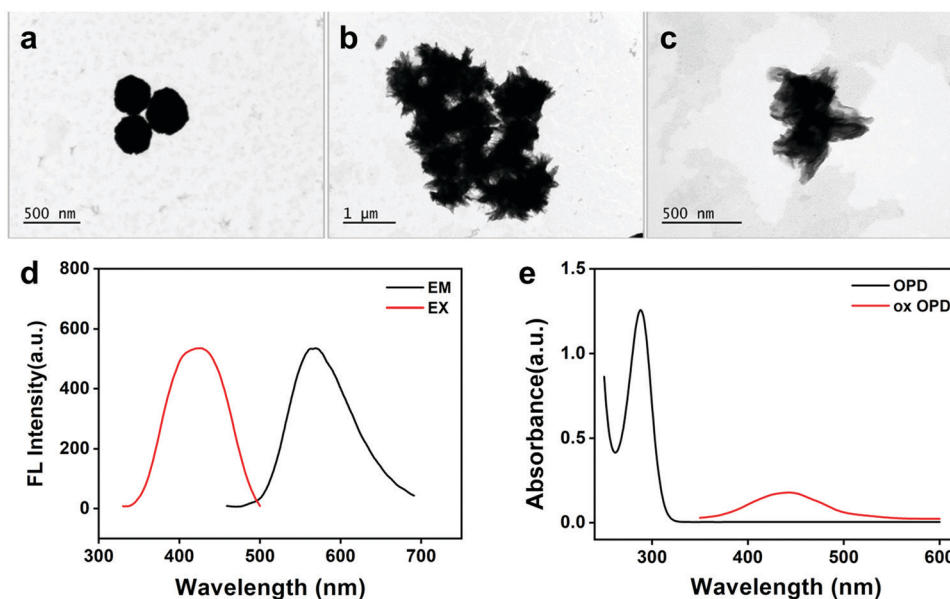 a
b
c
500 nm
1 μm
500 nm
d
e
800
600
400
200
0
FL Intensity(a.u.)
EM
EX
300 400 500 600 700
Wavelength (nm)
1.5
1.0
0.5
0.0
Absorbance(a.u.)
OPD
ox OPD
300 400 500 600
Wavelength (nm)